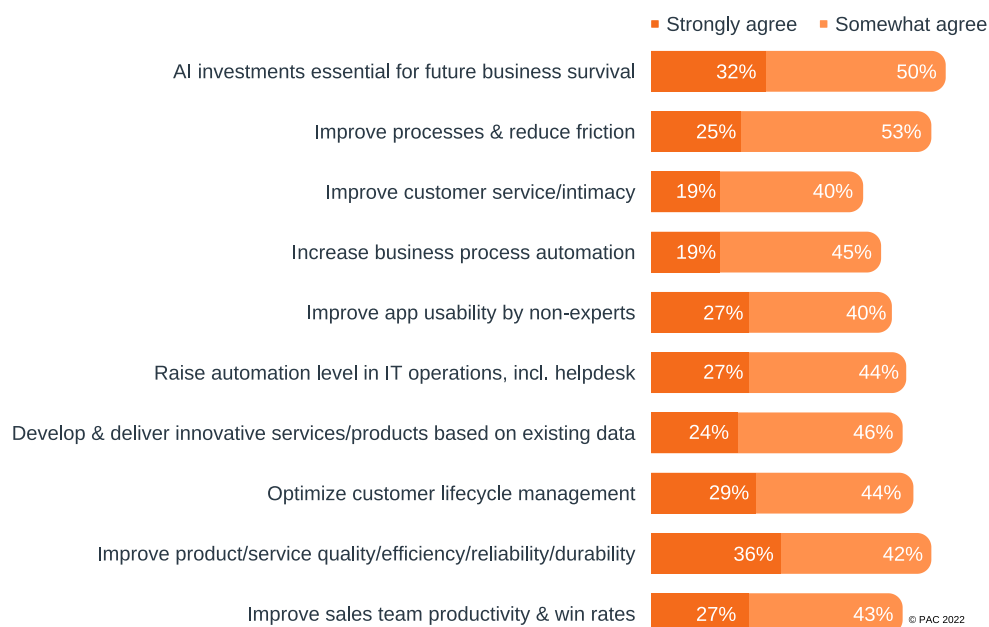 Strongly agree Somewhat agree
AI investments essential for future business survival 32% 50%
Improve processes & reduce friction 25% 53%
Improve customer service/intimacy 19% 40%
Increase business process automation 19% 45%
Improve app usability by non-experts 27% 40%
Raise automation level in IT operations, incl. helpdesk 27% 44%
Develop & deliver innovative services/products based on existing data 24% 46%
Optimize customer lifecycle management 29% 44%
Improve product/service quality/efficiency/reliability/durability 36% 42%
Improve sales team productivity & win rates 27% 43%
© PAC 2022